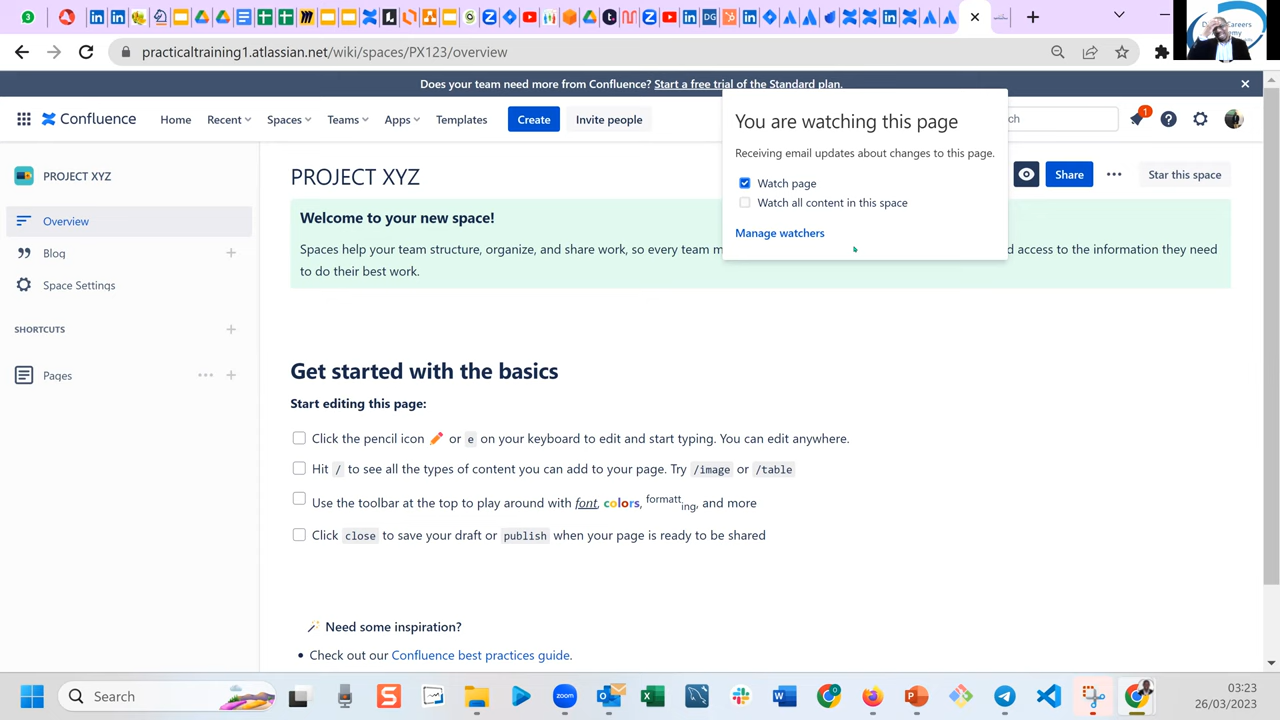 practicaltraining1.atlassian.net/wiki/spaces/PX123/overview
Does your team need more from Confluence? Start a free trial of the Standard plan.
Confluence
Home
Recent
Spaces
Teams
Apps
Templates
Create
Invite people
1
You are watching this page
Receiving email updates about changes to this page.
Watch page
Watch all content in this space
Manage watchers
Share
Star this space
PROJECT XYZ
Overview
Blog
Space Settings
SHORTCUTS
Pages
PROJECT XYZ
Welcome to your new space!
Spaces help your team structure, organize, and share work, so every team d access to the information they need
to do their best work.
Get started with the basics
Start editing this page:
Click the pencil icon or e on your keyboard to edit and start typing. You can edit anywhere.
Hit / to see all the types of content you can add to your page. Try /image or /table
Use the toolbar at the top to play around with font, colors, formatting, and more
Click close to save your draft or publish when your page is ready to be shared
Need some inspiration?
Check out our Confluence best practices guide.
Search
zoom
03:23
26/03/2023